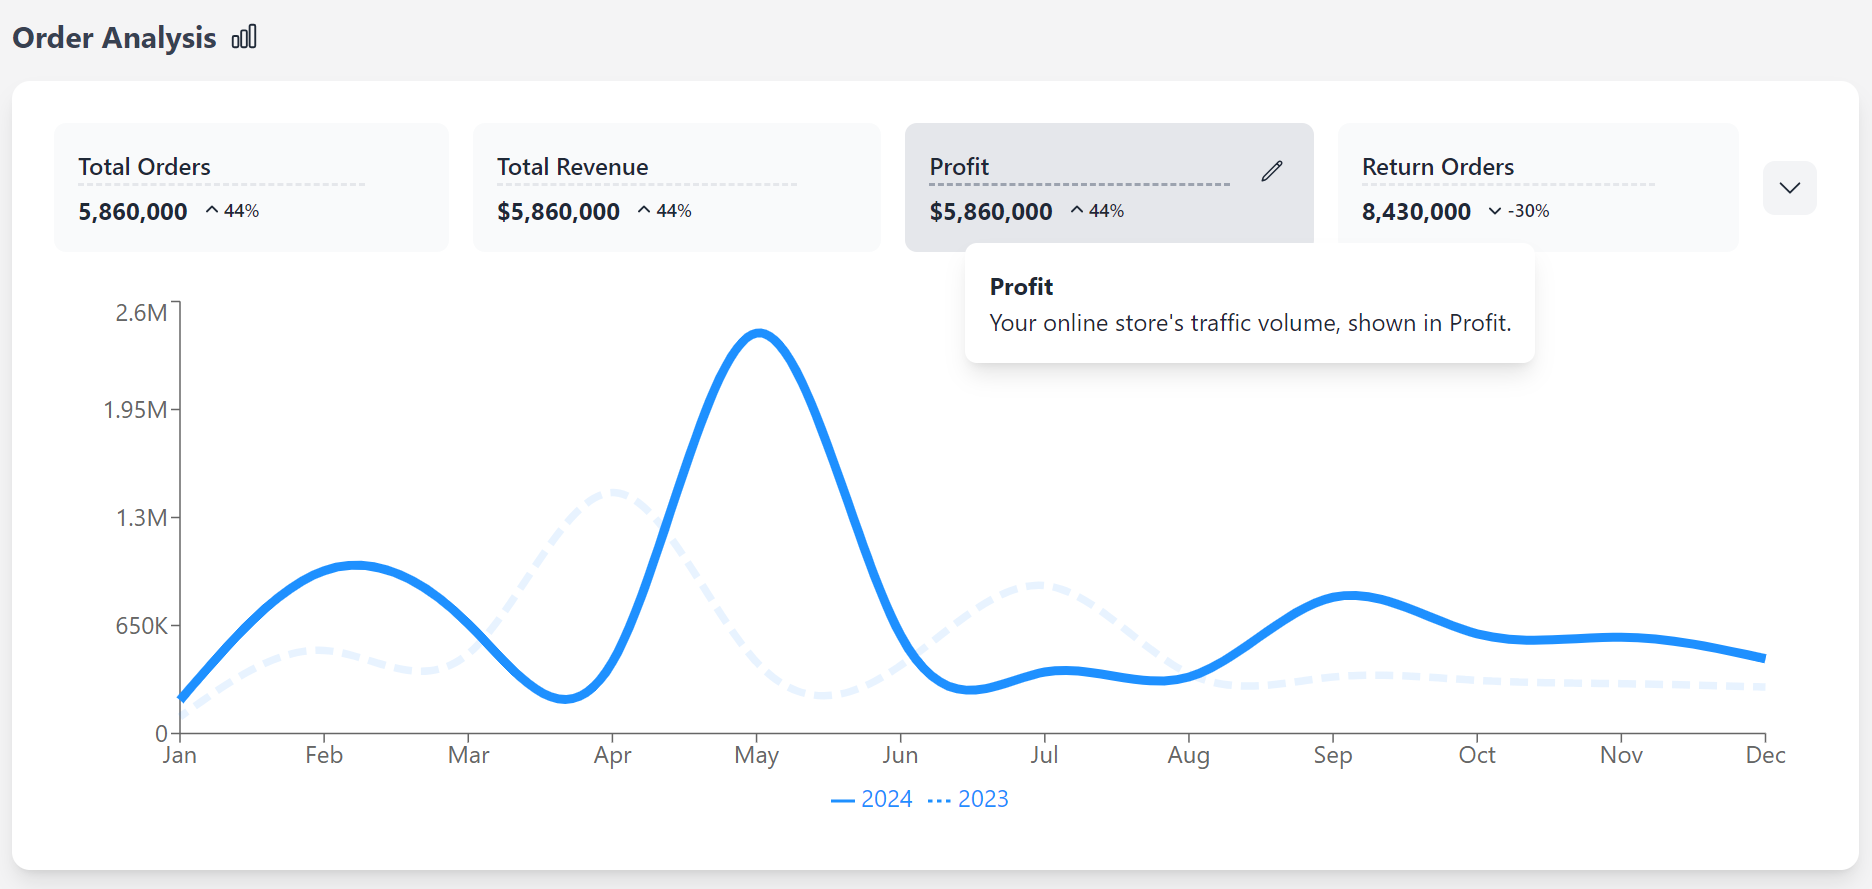 Order Analysis
Total Orders
5,860,000 44%
Total Revenue
$5,860,000 44%
Profit
$5,860,000 44%
Return Orders
8,430,000 -30%
Profit
Your online store's traffic volume, shown in Profit.
2.6M
1.95M
1.3M
650K
0
Jan Feb Mar Apr May Jun Jul Aug Sep Oct Nov Dec
2024 2023